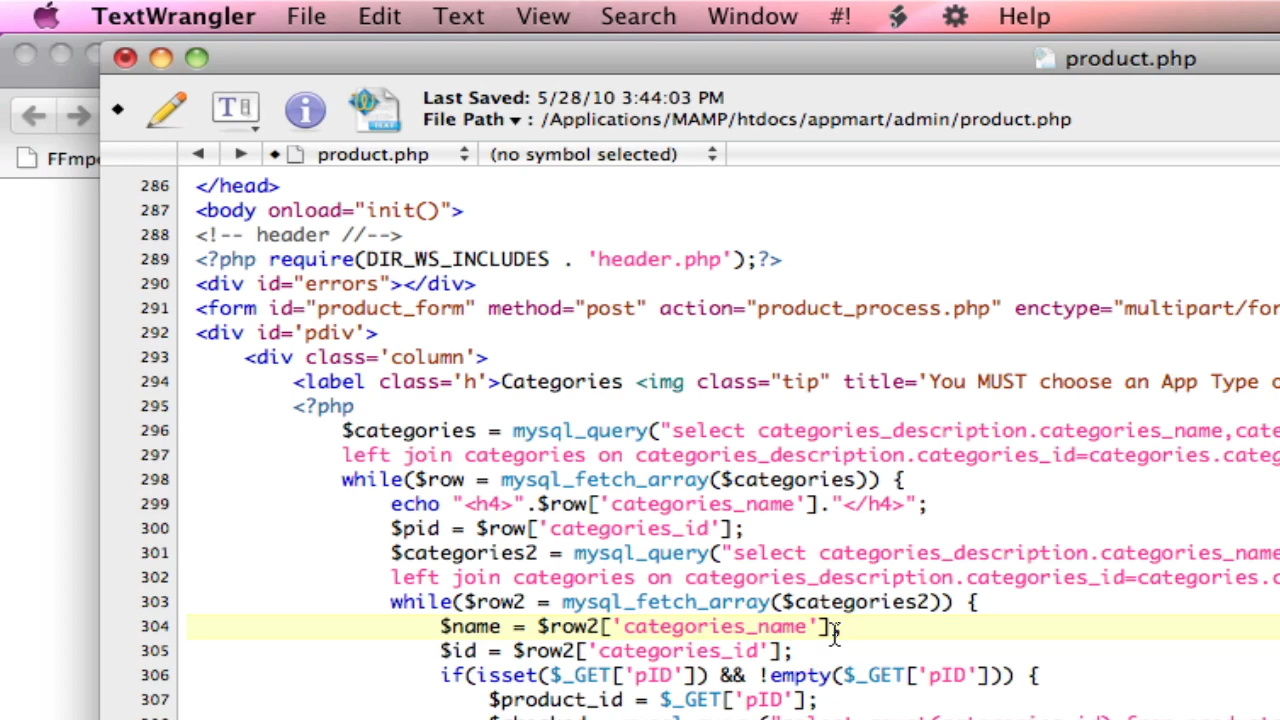 TextWrangler File Edit Text View Search Window #! Help
product.php
Last Saved: 5/28/10 3:44:03 PM
File Path ▾ : /Applications/MAMP/htdocs/appmart/admin/product.php
FFmp
product.php (no symbol selected)
286 </head>
287 <body onload="init()">
288 <!-- header //-->
289 <?php require(DIR_WS_INCLUDES . 'header.php');?>
290 <div id="errors"></div>
291 <form id="product_form" method="post" action="product_process.php" enctype="multipart/for
292 <div id='pdiv'>
293 <div class='column'>
294 <label class='h'>Categories <img class="tip" title='You MUST choose an App Type o
295 <?php
296 $categories = mysql_query("select categories_description.categories_name,cate
297 left join categories on categories_description.categories_id=categories.categ
298 while($row = mysql_fetch_array($categories)) {
299 echo "<h4>".$row['categories_name']."</h4>";
300 $pid = $row['categories_id'];
301 $categories2 = mysql_query("select categories_description.categories_name
302 left join categories on categories_description.categories_id=categories.c
303 while($row2 = mysql_fetch_array($categories2)) {
304 $name = $row2['categories_name'];
305 $id = $row2['categories_id'];
306 if(isset($_GET['pID']) && !empty($_GET['pID'])) {
307 $product_id = $_GET['pID'];